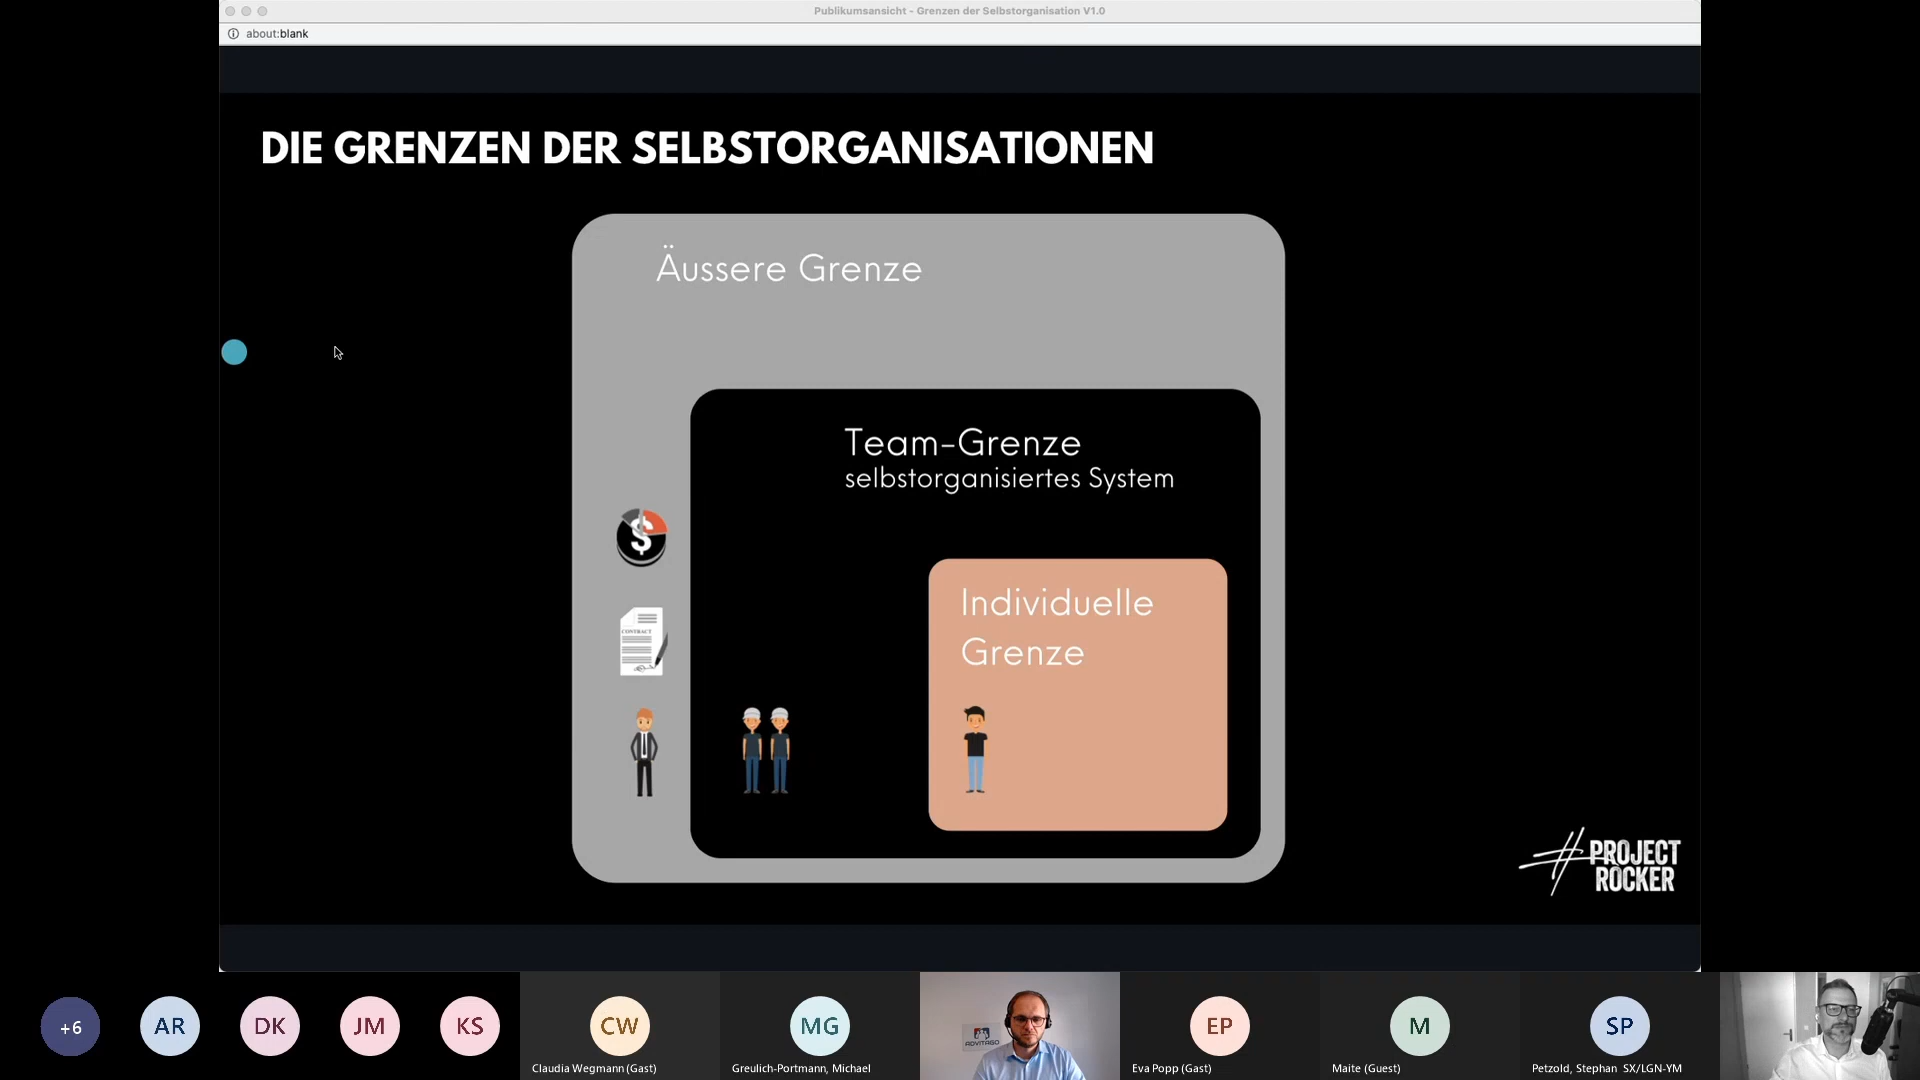 Publikumsansicht - Grenzen der Selbstorganisation V1.0
about:blank
DIE GRENZEN DER SELBSTORGANISATIONEN
Äussere Grenze
Team-Grenze
selbstorganisiertes System
$
Individuelle
Grenze
CONTRACT
#PROJECT
ROCKER
+6
AR
DK
JM
KS
CW
MG
ADVITAGO
EP
M
SP
Claudia Wegmann (Gast)
Greulich-Portmann, Michael
Eva Popp (Gast)
Maite (Guest)
Petzold, Stephan SX/LGN-YM